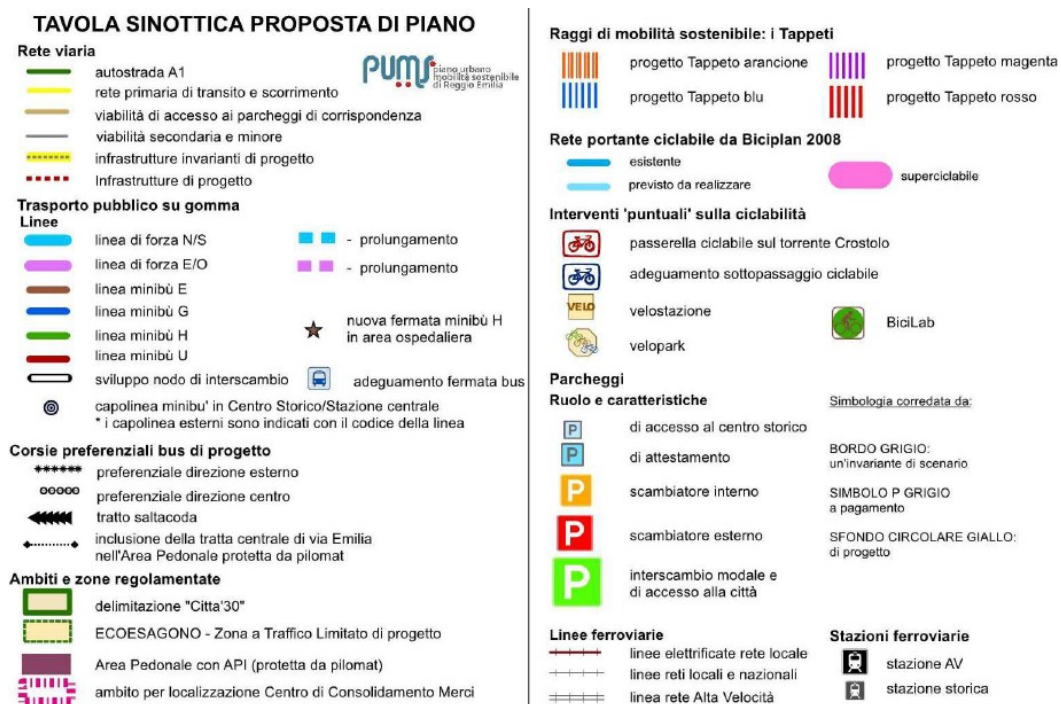 TAVOLA SINOTTICA PROPOSTA DI PIANO
Rete viaria
PUMS piano urbano
mobilità sostenibile
di Reggio Emilia
autostrada A1
rete primaria di transito e scorrimento
viabilità di accesso ai parcheggi di corrispondenza
viabilità secondaria e minore
infrastrutture invarianti di progetto
Infrastrutture di progetto
Trasporto pubblico su gomma
Linee
linea di forza N/S
- prolungamento
linea di forza E/O
- prolungamento
linea minibù E
linea minibù G
linea minibù H
linea minibù U
nuova fermata minibù H
in area ospedaliera
sviluppo nodo di interscambio
adeguamento fermata bus
capolinea minibu' in Centro Storico/Stazione centrale
* i capolinea esterni sono indicati con il codice della linea
Corsie preferenziali bus di progetto
preferenziale direzione esterno
preferenziale direzione centro
tratto saltacoda
inclusione della tratta centrale di via Emilia
nell'Area Pedonale protetta da pilomat
Ambiti e zone regolamentate
delimitazione "Citta'30"
ECOESAGONO - Zona a Traffico Limitato di progetto
Area Pedonale con API (protetta da pilomat)
ambito per localizzazione Centro di Consolidamento Merci
Raggi di mobilità sostenibile: i Tappeti
progetto Tappeto arancione
progetto Tappeto magenta
progetto Tappeto blu
progetto Tappeto rosso
Rete portante ciclabile da Biciplan 2008
esistente
previsto da realizzare
superciclabile
Interventi 'puntuali' sulla ciclabilità
passerella ciclabile sul torrente Crostolo
adeguamento sottopassaggio ciclabile
VELO
velostazione
BiciLab
velopark
Parcheggi
Ruolo e caratteristiche
Simbologia corredata da:
P di accesso al centro storico
P di attestamento
BORDO GRIGIO:
un'invariante di scenario
P scambiatore interno
SIMBOLO P GRIGIO
a pagamento
P scambiatore esterno
SFONDO CIRCOLARE GIALLO:
di progetto
P interscambio modale e
di accesso alla città
Linee ferroviarie
linee elettrificate rete locale
linee reti locali e nazionali
linea rete Alta Velocità
Stazioni ferroviarie
stazione AV
stazione storica